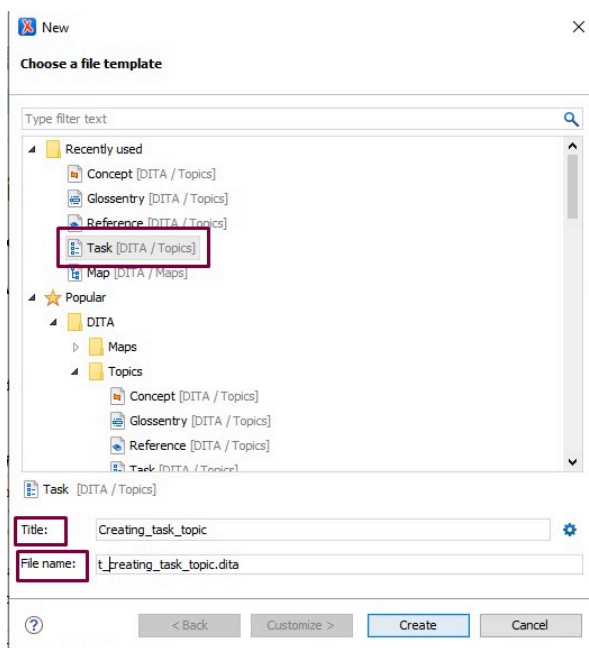 New
Choose a file template
Type filter text
Recently used
Concept [DITA / Topics]
Glossentry [DITA / Topics]
Reference [DITA / Topics]
Task [DITA / Topics]
Map [DITA / Maps]
Popular
DITA
Maps
Topics
Concept [DITA / Topics]
Glossentry [DITA / Topics]
Reference [DITA / Topics]
Task [DITA / Topics]
Task [DITA / Topics]
Title: Creating_task_topic
File name: t_creating_task_topic.dita
? < Back Customize > Create Cancel